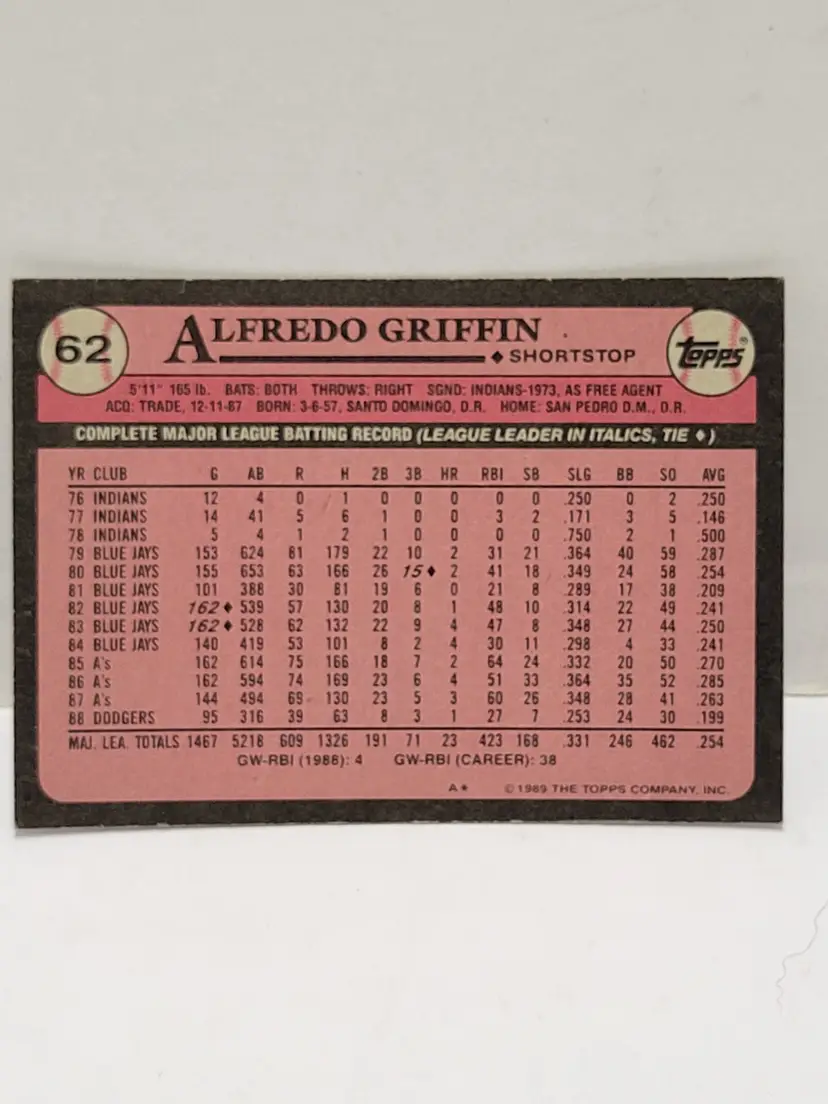 62
ALFREDO GRIFFIN
♦ SHORTSTOP
TOPPS®
5'11" 165 lb. BATS: BOTH THROWS: RIGHT SGND: INDIANS-1973, AS FREE AGENT
ACQ: TRADE, 12-11-87 BORN: 3-6-57, SANTO DOMINGO, D.R. HOME: SAN PEDRO D.M., D.R.
COMPLETE MAJOR LEAGUE BATTING RECORD (LEAGUE LEADER IN ITALICS, TIE ♦)
YR CLUB G AB R H 2B 3B HR RBI SB SLG BB SO AVG
76 INDIANS 12 4 0 1 0 0 0 0 0 .250 0 2 .250
77 INDIANS 14 41 5 6 1 0 0 3 2 .171 3 5 .146
78 INDIANS 5 4 1 2 1 0 0 0 0 .750 2 1 .500
79 BLUE JAYS 153 624 81 179 22 10 2 31 21 .364 40 59 .287
80 BLUE JAYS 155 653 63 166 26 15♦ 2 41 18 .349 24 58 .254
81 BLUE JAYS 101 388 30 81 19 6 0 21 8 .289 17 38 .209
82 BLUE JAYS 162♦ 539 57 130 20 8 1 48 10 .314 22 49 .241
83 BLUE JAYS 162♦ 528 62 132 22 9 4 47 8 .348 27 44 .250
84 BLUE JAYS 140 419 53 101 8 2 4 30 11 .298 4 33 .241
85 A's 162 614 75 166 18 7 2 64 24 .332 20 50 .270
86 A's 162 594 74 169 23 6 4 51 33 .364 35 52 .285
87 A's 144 494 69 130 23 5 3 60 26 .348 28 41 .263
88 DODGERS 95 316 39 63 8 3 1 27 7 .253 24 30 .199
MAJ. LEA. TOTALS 1467 5218 609 1326 191 71 23 423 168 .331 246 462 .254
GW-RBI (1988): 4 GW-RBI (CAREER): 38
A* © 1989 THE TOPPS COMPANY, INC.